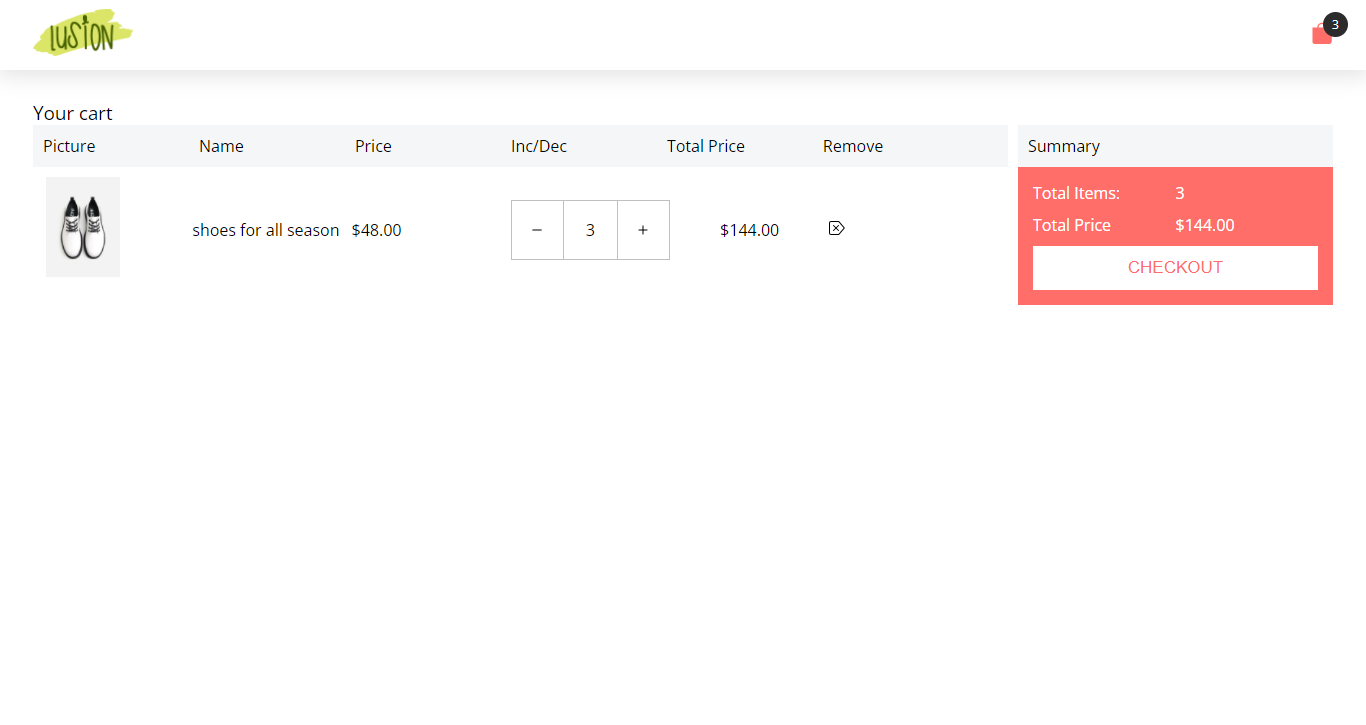 LUSION
3
Your cart
Picture Name Price Inc/Dec Total Price Remove
Summary
shoes for all season $48.00 − 3 + $144.00
Total Items: 3
Total Price $144.00
CHECKOUT